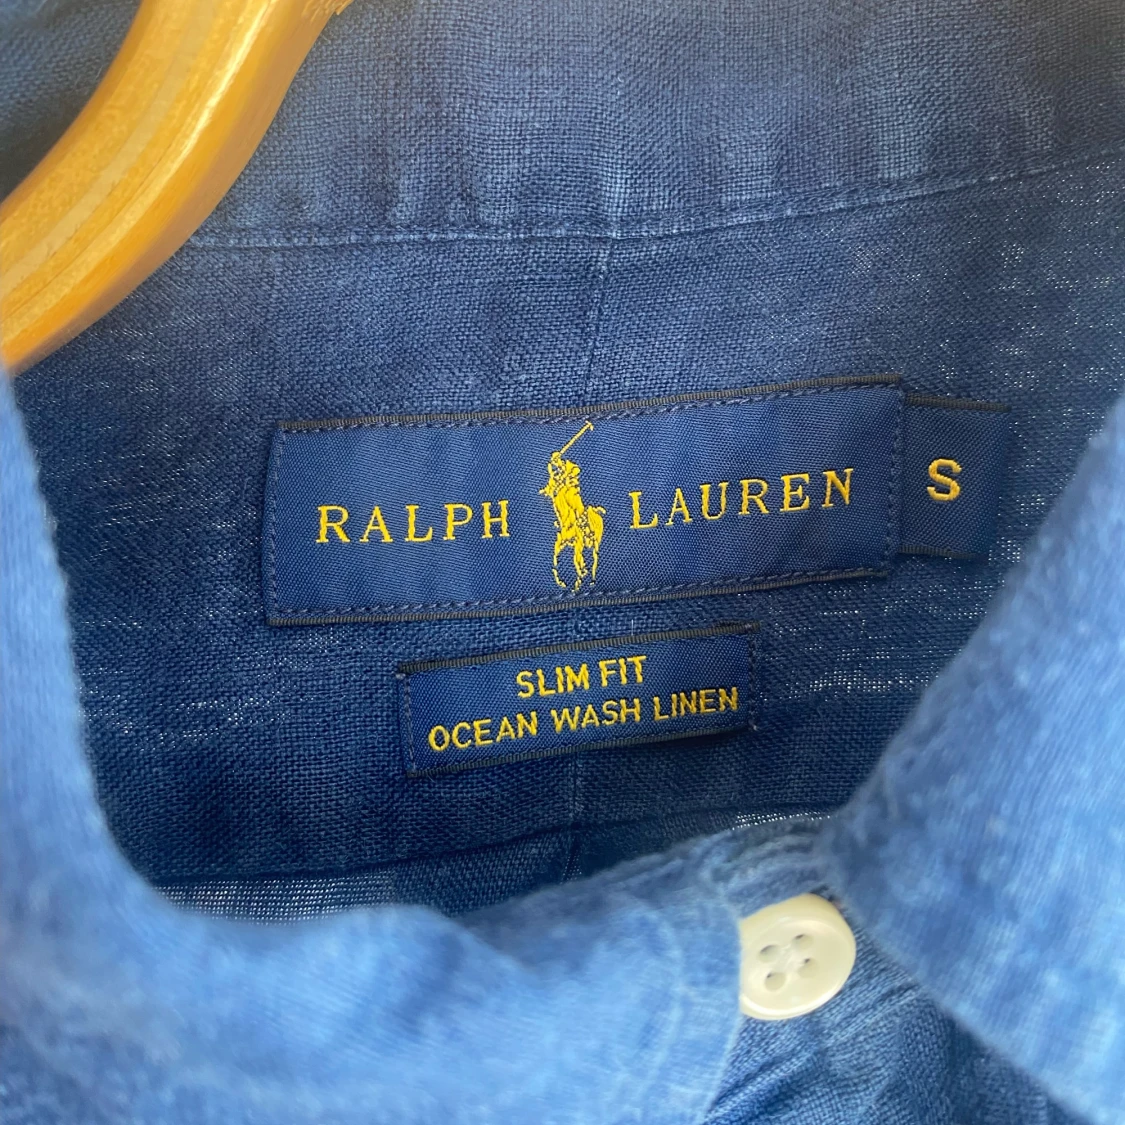 RALPH LAUREN S
SLIM FIT
OCEAN WASH LINEN